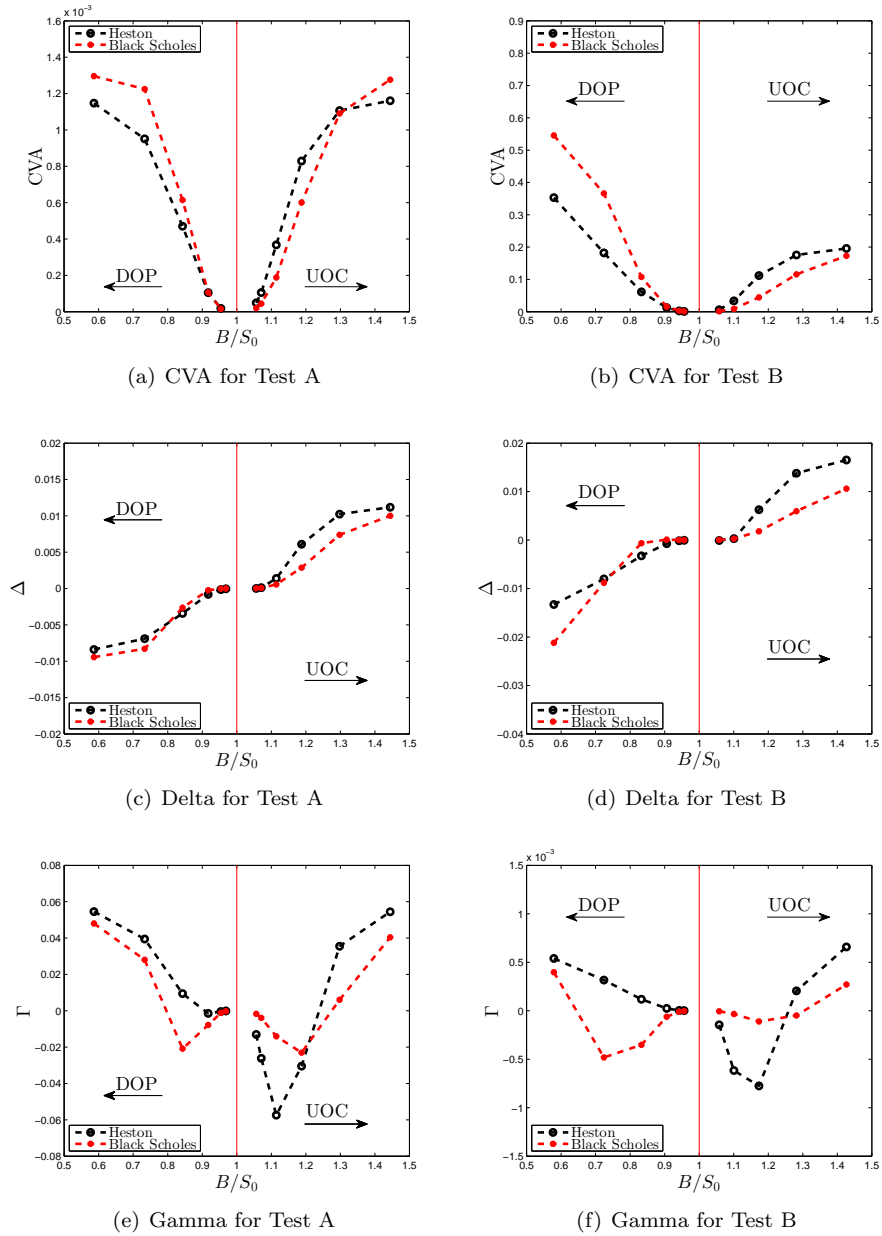 x 10⁻³
1.6
1.4
1.2
1
0.8
0.6
0.4
0.2
0
CVA
Heston
Black Scholes
DOP
UOC
0.5 0.6 0.7 0.8 0.9 1 1.1 1.2 1.3 1.4 1.5
B/S₀
(a) CVA for Test A
0.9
0.8
0.7
0.6
0.5
0.4
0.3
0.2
0.1
0
CVA
Heston
Black Scholes
DOP
UOC
0.5 0.6 0.7 0.8 0.9 1 1.1 1.2 1.3 1.4 1.5
B/S₀
(b) CVA for Test B
0.02
0.015
0.01
0.005
0
−0.005
−0.01
−0.015
−0.02
Δ
DOP
UOC
Heston
Black Scholes
0.5 0.6 0.7 0.8 0.9 1 1.1 1.2 1.3 1.4 1.5
B/S₀
(c) Delta for Test A
0.02
0.01
0
−0.01
−0.02
−0.03
−0.04
Δ
DOP
UOC
Heston
Black Scholes
0.5 0.6 0.7 0.8 0.9 1 1.1 1.2 1.3 1.4 1.5
B/S₀
(d) Delta for Test B
0.08
0.06
0.04
0.02
0
−0.02
−0.04
−0.06
−0.08
Γ
DOP
UOC
Heston
Black Scholes
0.5 0.6 0.7 0.8 0.9 1 1.1 1.2 1.3 1.4 1.5
B/S₀
(e) Gamma for Test A
x 10⁻³
1.5
1
0.5
0
−0.5
−1
−1.5
Γ
DOP
UOC
Heston
Black Scholes
0.5 0.6 0.7 0.8 0.9 1 1.1 1.2 1.3 1.4 1.5
B/S₀
(f) Gamma for Test B